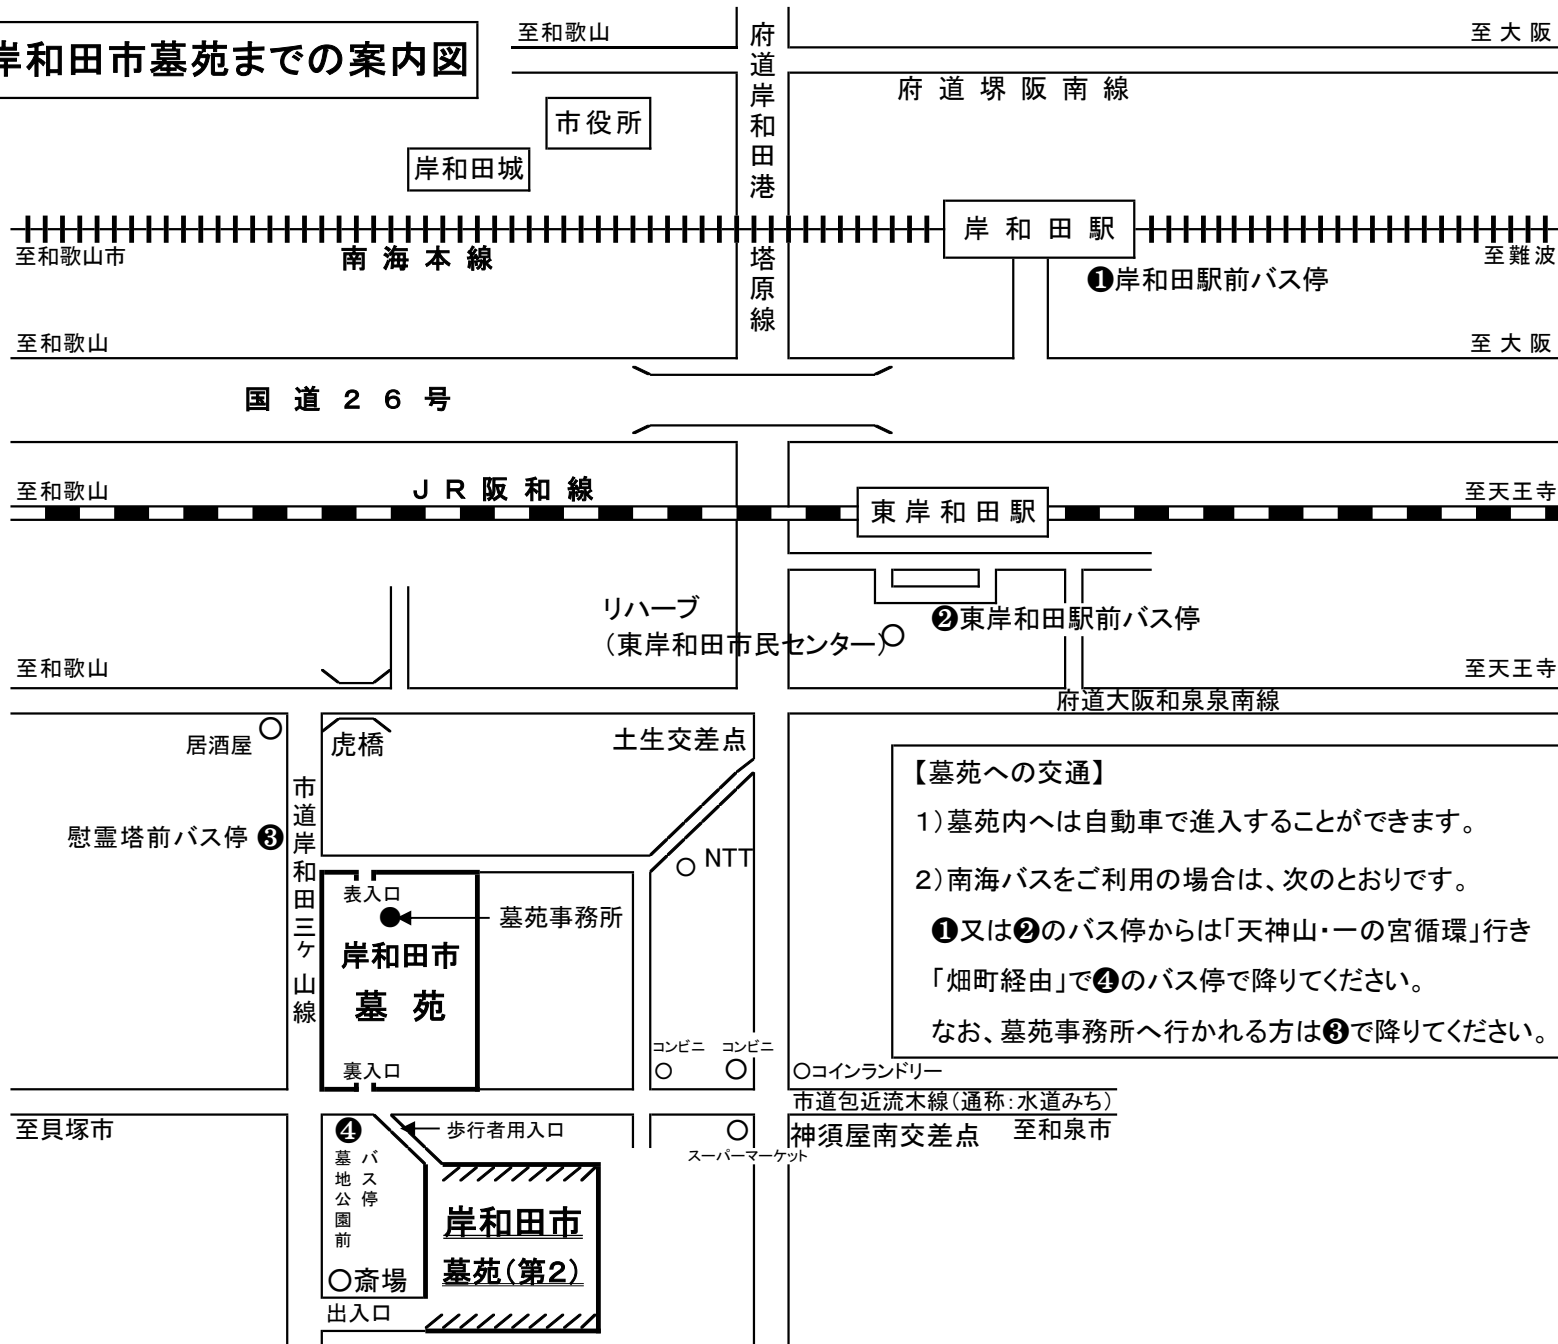 岸和田市墓苑までの案内図
至和歌山
府道岸和田港塔原線
至大阪
府道堺阪南線
市役所
岸和田城
岸和田駅
至和歌山市
南海本線
至難波
❶岸和田駅前バス停
至和歌山
至大阪
国道26号
至和歌山
JR阪和線
東岸和田駅
至天王寺
リハーブ
(東岸和田市民センター)
❷東岸和田駅前バス停
至和歌山
至天王寺
府道大阪和泉泉南線
居酒屋
虎橋
土生交差点
市道岸和田三ケ山線
慰霊塔前バス停❸
NTT
表入口
墓苑事務所
岸和田市
墓苑
裏入口
コンビニ
コンビニ
【墓苑への交通】
1)墓苑内へは自動車で進入することができます。
2)南海バスをご利用の場合は、次のとおりです。
❶又は❷のバス停からは「天神山・一の宮循環」行き
「畑町経由」で❹のバス停で降りてください。
なお、墓苑事務所へ行かれる方は❸で降りてください。
コインランドリー
市道包近流木線(通称:水道みち)
至貝塚市
❹
バス停
墓地公園前
歩行者用入口
スーパーマーケット
神須屋南交差点
至和泉市
岸和田市
墓苑(第2)
斎場
出入口